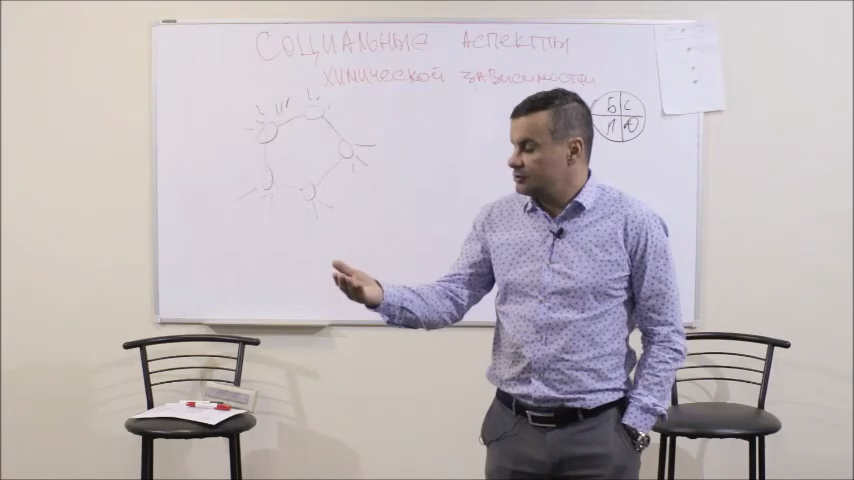 Социальные аспекты
химической зависимости
Б С
П Ю